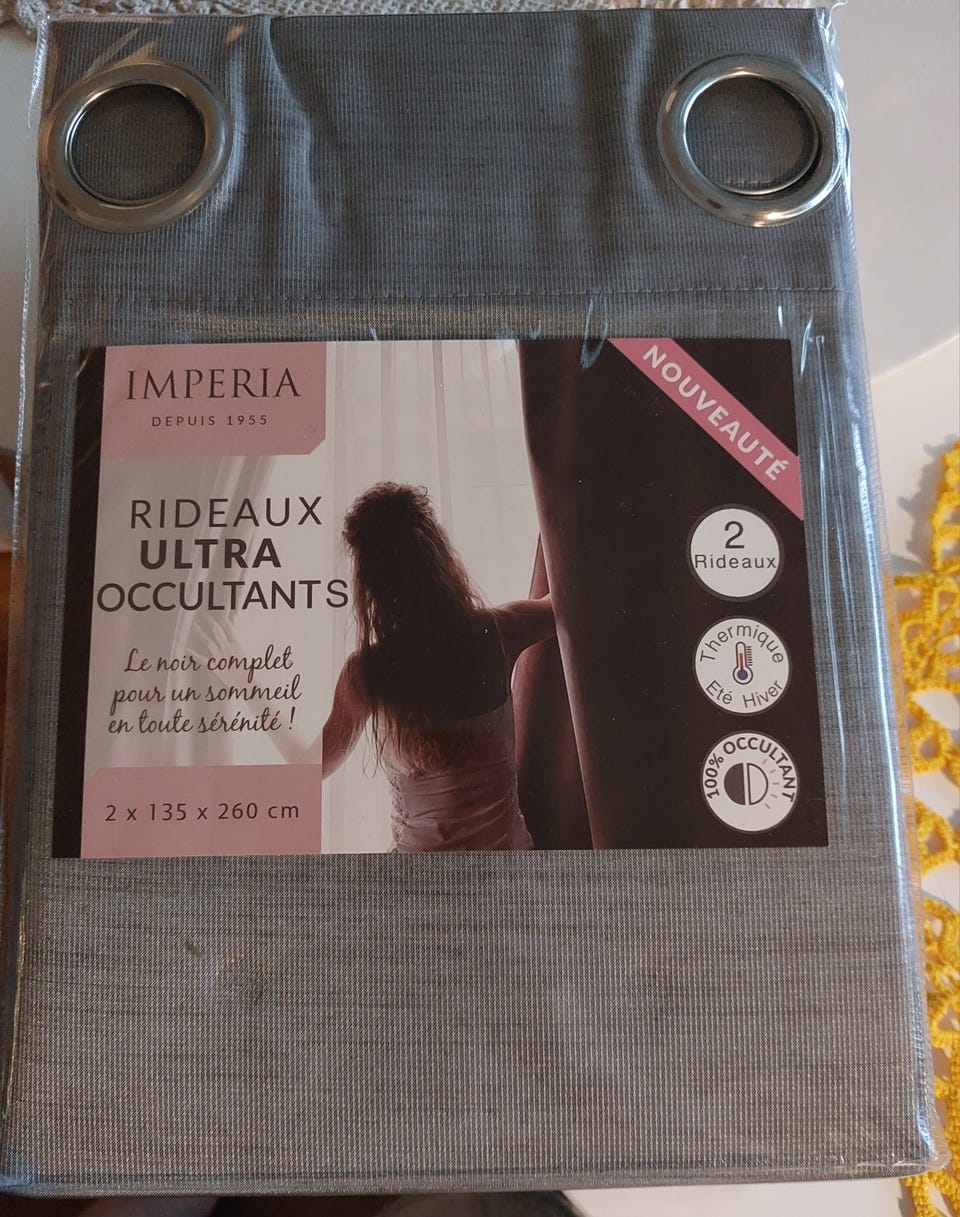 IMPERIA
DEPUIS 1955
NOUVEAUTÉ
RIDEAUX
ULTRA
OCCULTANTS
Le noir complet
pour un sommeil
en toute sérénité !
2 x 135 x 260 cm
2
Rideaux
Thermique
Eté Hiver
100% OCCULTANT